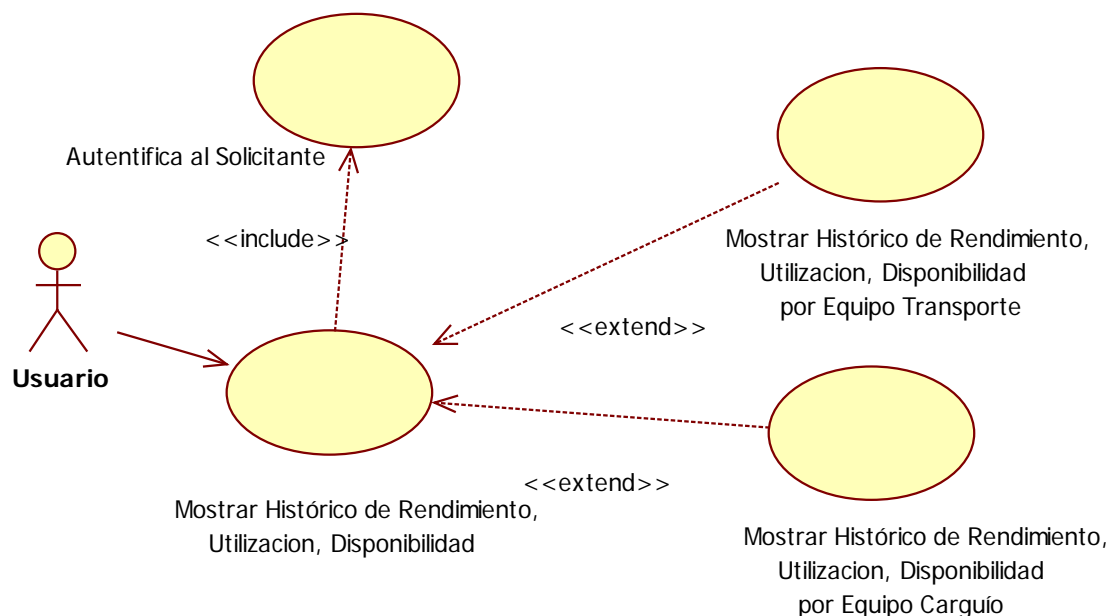 Autentifica al Solicitante
<<include>>
Usuario
Mostrar Histórico de Rendimiento,
Utilizacion, Disponibilidad
por Equipo Transporte
<<extend>>
<<extend>>
Mostrar Histórico de Rendimiento,
Utilizacion, Disponibilidad
Mostrar Histórico de Rendimiento,
Utilizacion, Disponibilidad
por Equipo Carguío